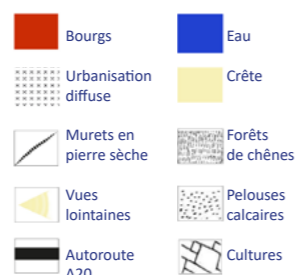 Bourgs
Eau
Urbanisation
diffuse
Crête
Murets en
pierre sèche
Forêts
de chênes
Vues
lointaines
Pelouses
calcaires
Autoroute
A20
Cultures